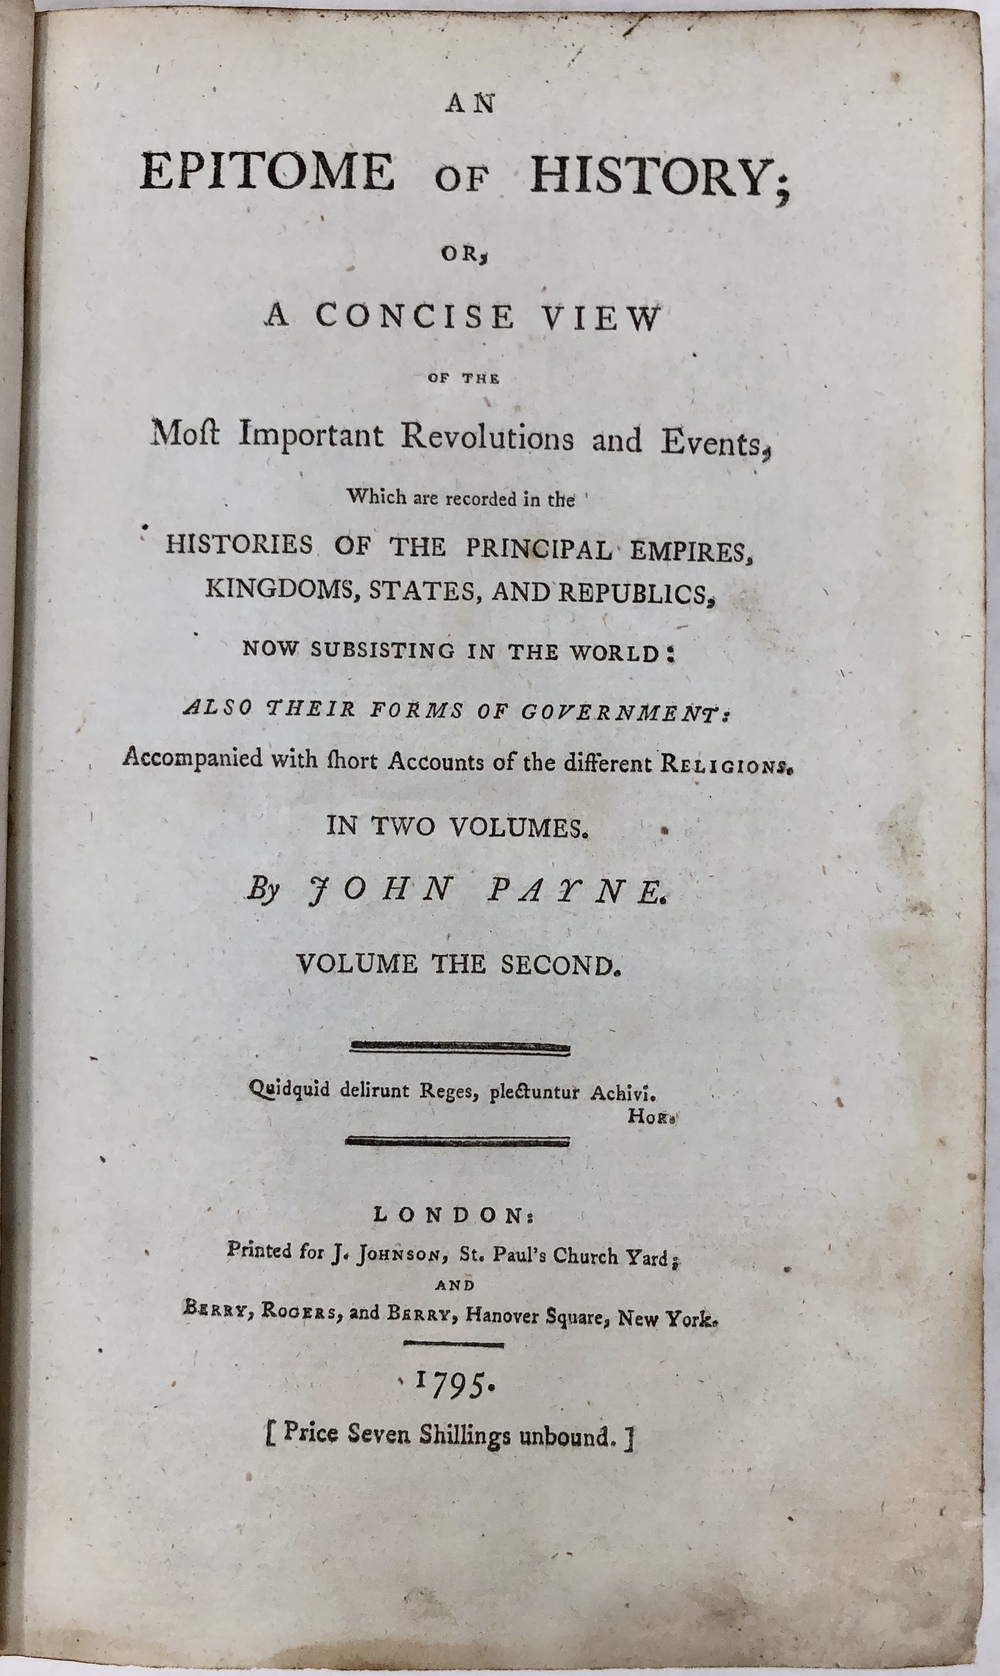 AN
EPITOME OF HISTORY;
OR,
A CONCISE VIEW
OF THE
Moſt Important Revolutions and Events,
Which are recorded in the
HISTORIES OF THE PRINCIPAL EMPIRES,
KINGDOMS, STATES, AND REPUBLICS,
NOW SUBSISTING IN THE WORLD:
ALSO THEIR FORMS OF GOVERNMENT:
Accompanied with ſhort Accounts of the different RELIGIONS.
IN TWO VOLUMES.
By JOHN PAYNE.
VOLUME THE SECOND.
Quidquid delirunt Reges, plectuntur Achivi.
HOR.
LONDON:
Printed for J. JOHNSON, St. Paul's Church Yard;
AND
BERRY, ROGERS, and BERRY, Hanover Square, New York.
1795.
[ Price Seven Shillings unbound. ]